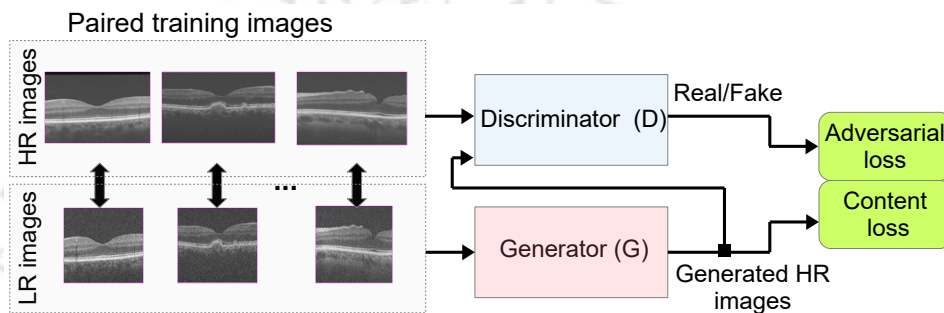 Paired training images
HR images
LR images
...
Discriminator (D)
Real/Fake
Adversarial
loss
Content
loss
Generator (G)
Generated HR
images